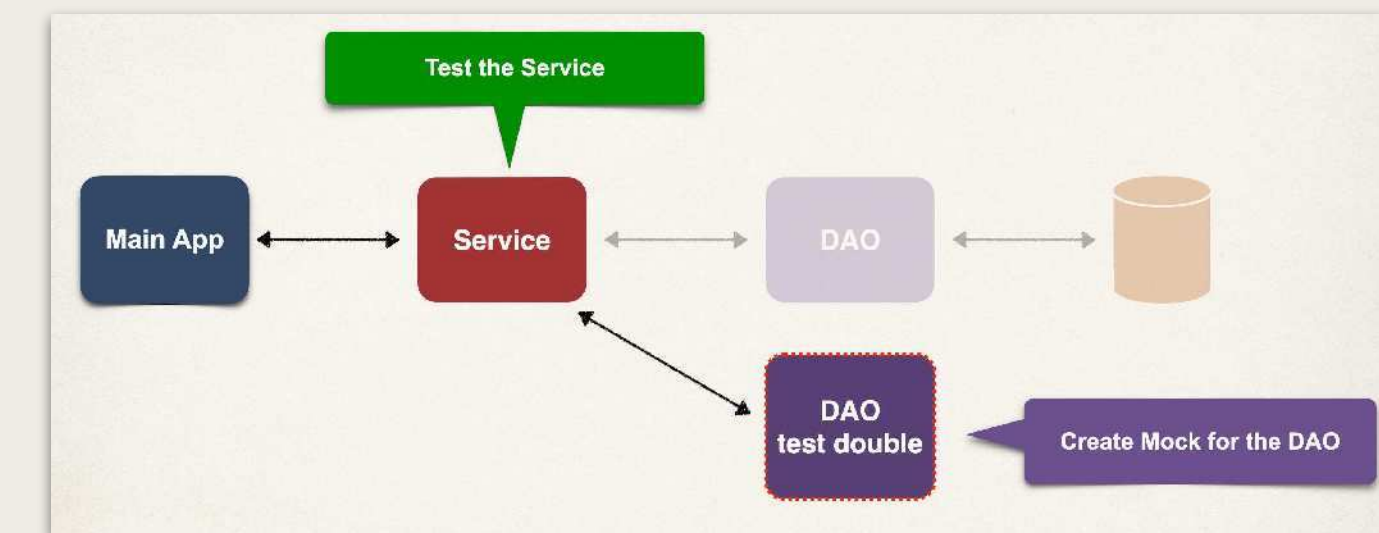 Test the Service
Main App
Service
DAO
DAO
test double
Create Mock for the DAO